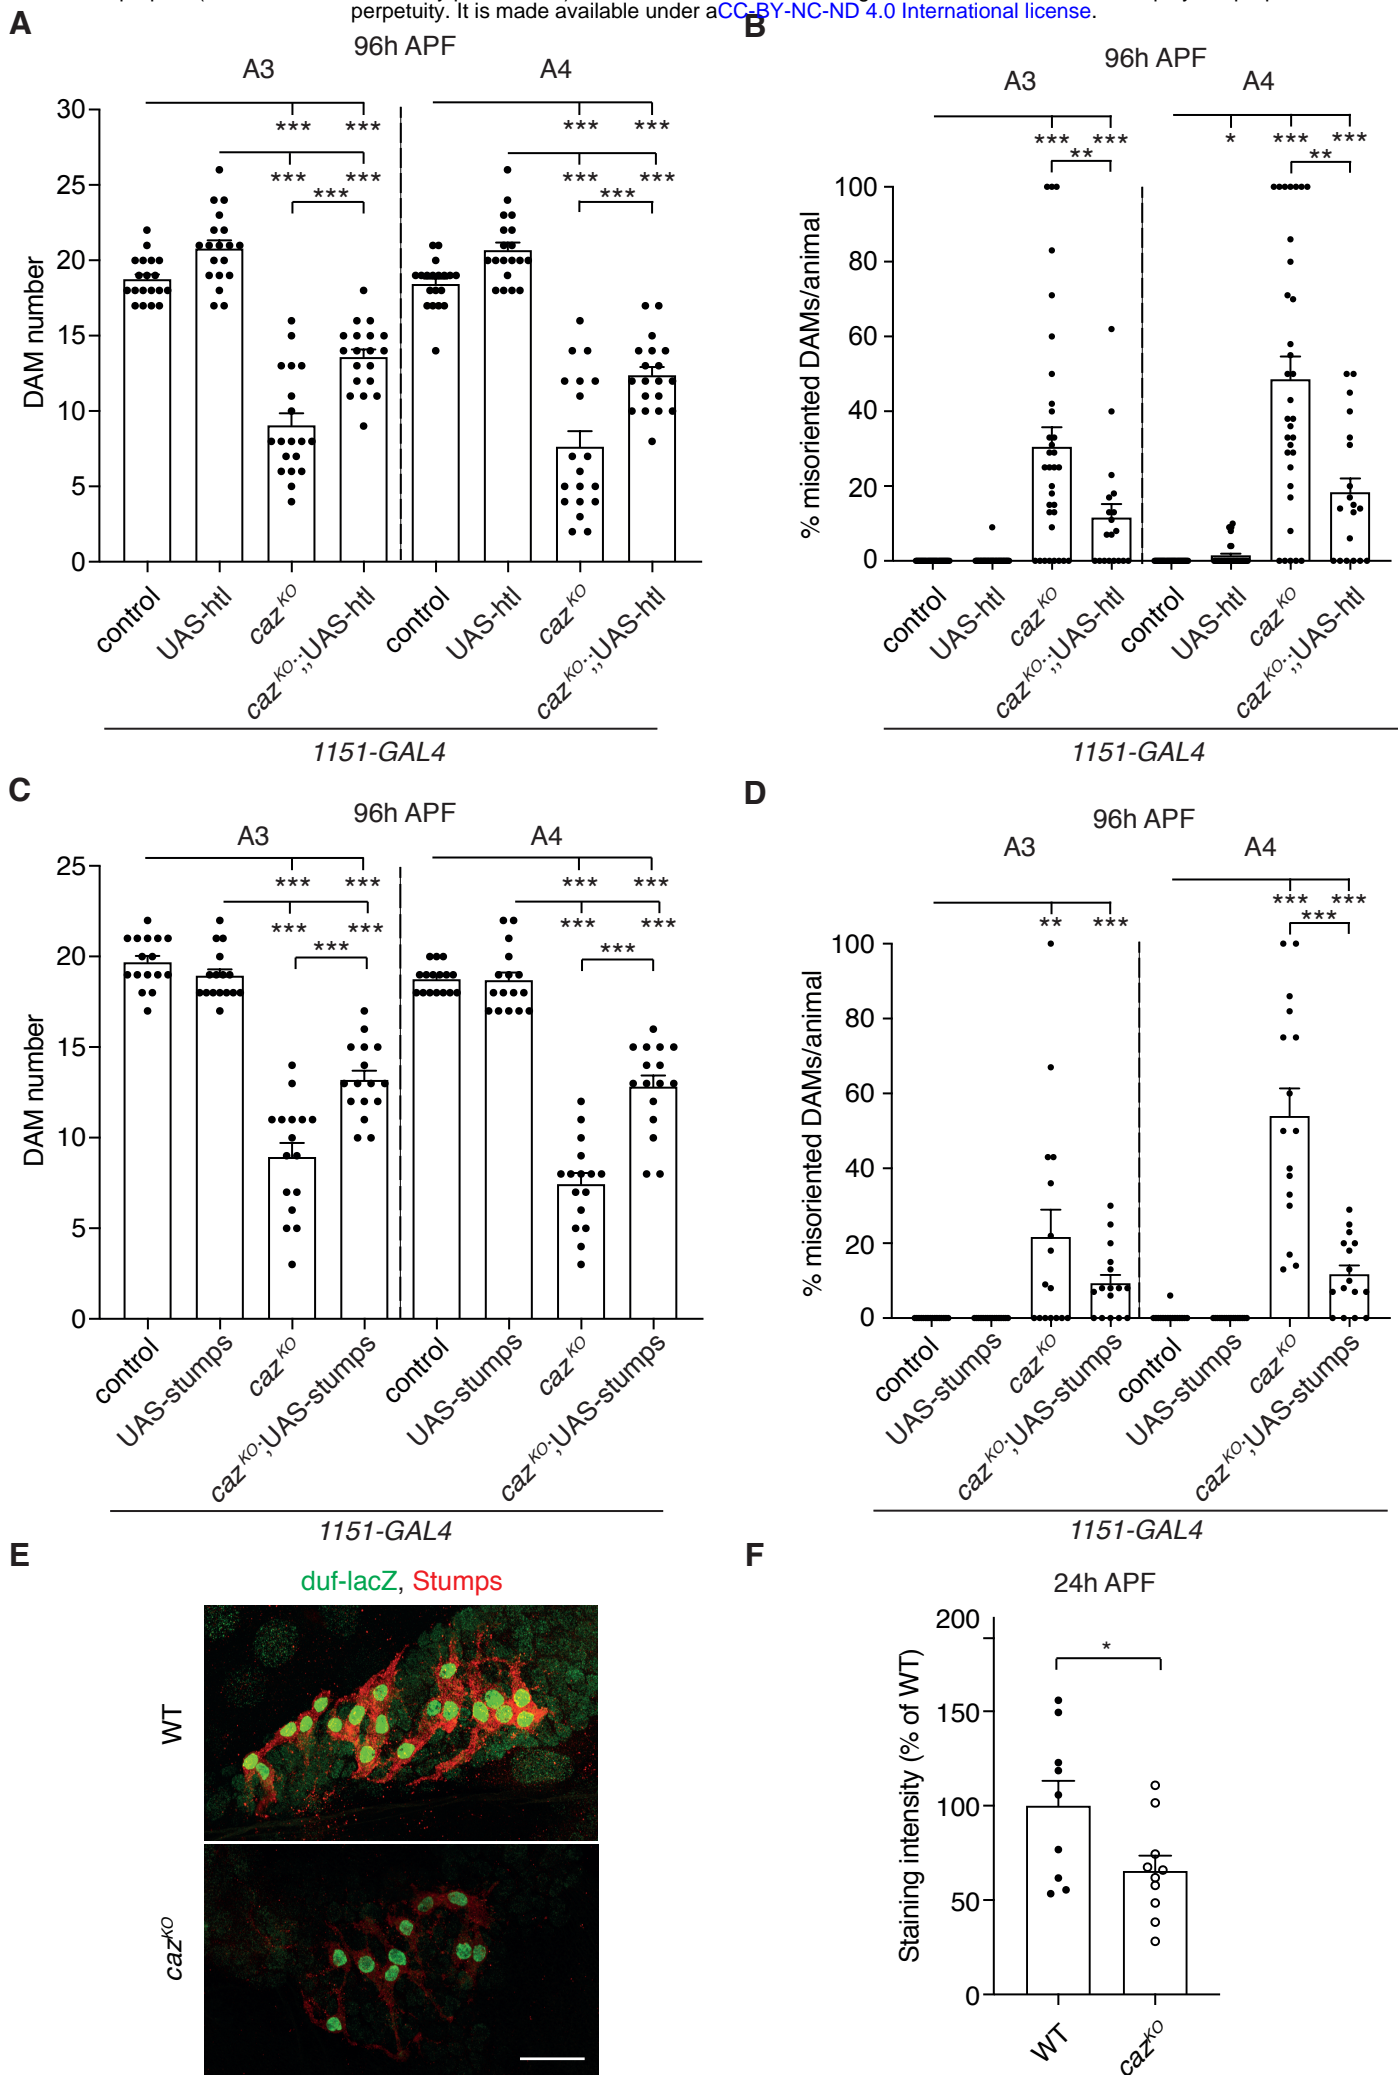 perpetuity. It is made available under aCC-BY-NC-ND 4.0 International license.
A
96h APF
A3
A4
DAM number
30
25
20
15
10
5
0
*** ***
*** ***
***
*** ***
*** ***
***
control
UAS-htl
caz KO
caz KO;;UAS-htl
control
UAS-htl
caz KO
caz KO;;UAS-htl
1151-GAL4
B
96h APF
A3
A4
% misoriented DAMs/animal
100
80
60
40
20
0
*** ***
**
* *** ***
**
control
UAS-htl
caz KO
caz KO;;UAS-htl
control
UAS-htl
caz KO
caz KO;;UAS-htl
1151-GAL4
C
96h APF
A3
A4
DAM number
25
20
15
10
5
0
*** ***
*** ***
***
*** ***
*** ***
***
control
UAS-stumps
caz KO
caz KO;UAS-stumps
control
UAS-stumps
caz KO
caz KO;UAS-stumps
1151-GAL4
D
96h APF
A3
A4
% misoriented DAMs/animal
100
80
60
40
20
0
** ***
*** ***
***
control
UAS-stumps
caz KO
caz KO;UAS-stumps
control
UAS-stumps
caz KO
caz KO;UAS-stumps
1151-GAL4
E
duf-lacZ, Stumps
WT
cazKO
F
24h APF
Staining intensity (% of WT)
200
150
100
50
0
*
WT
cazKO